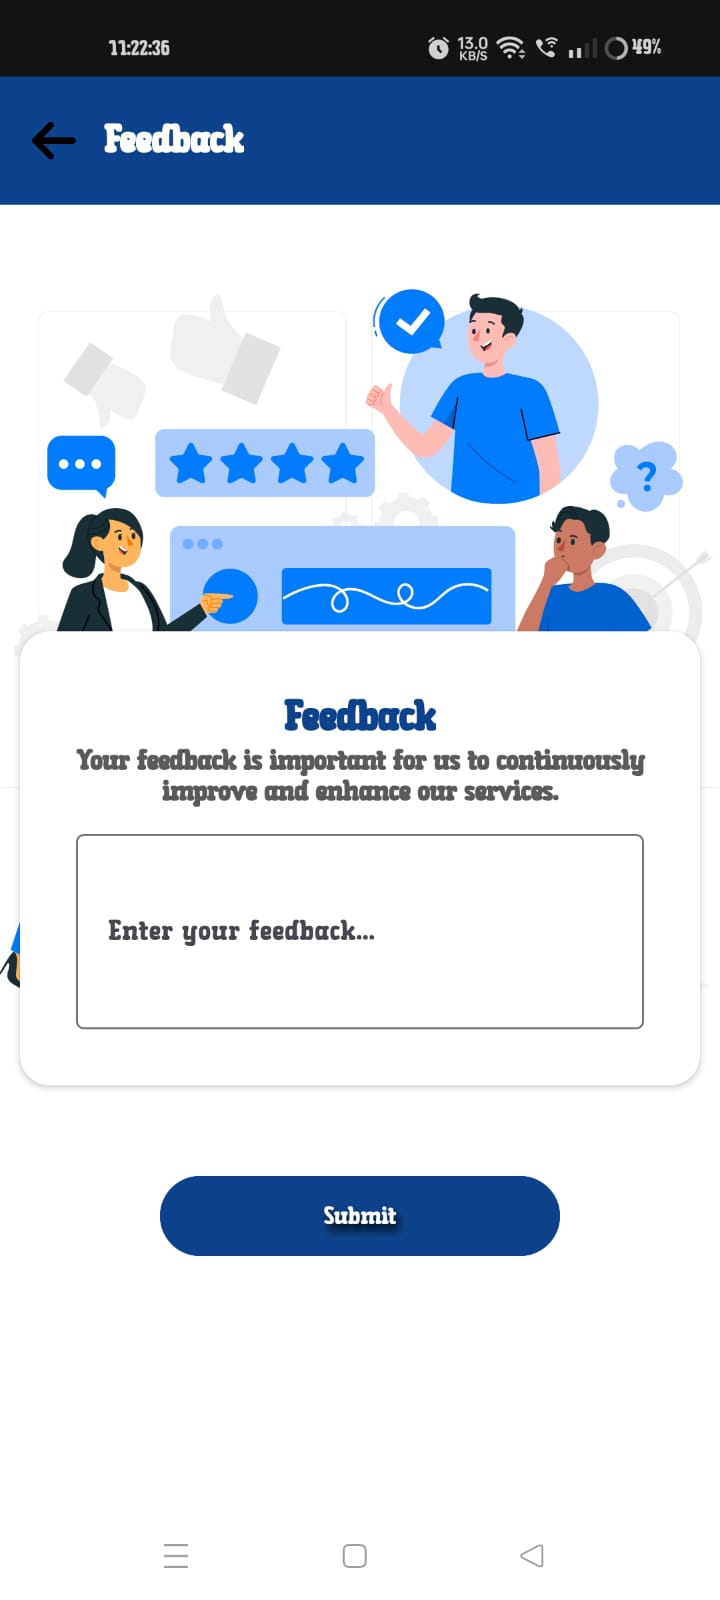 11:22:36
13.0
KB/S
49%
Feedback
?
Feedback
Your feedback is important for us to continuously
improve and enhance our services.
Enter your feedback...
Submit